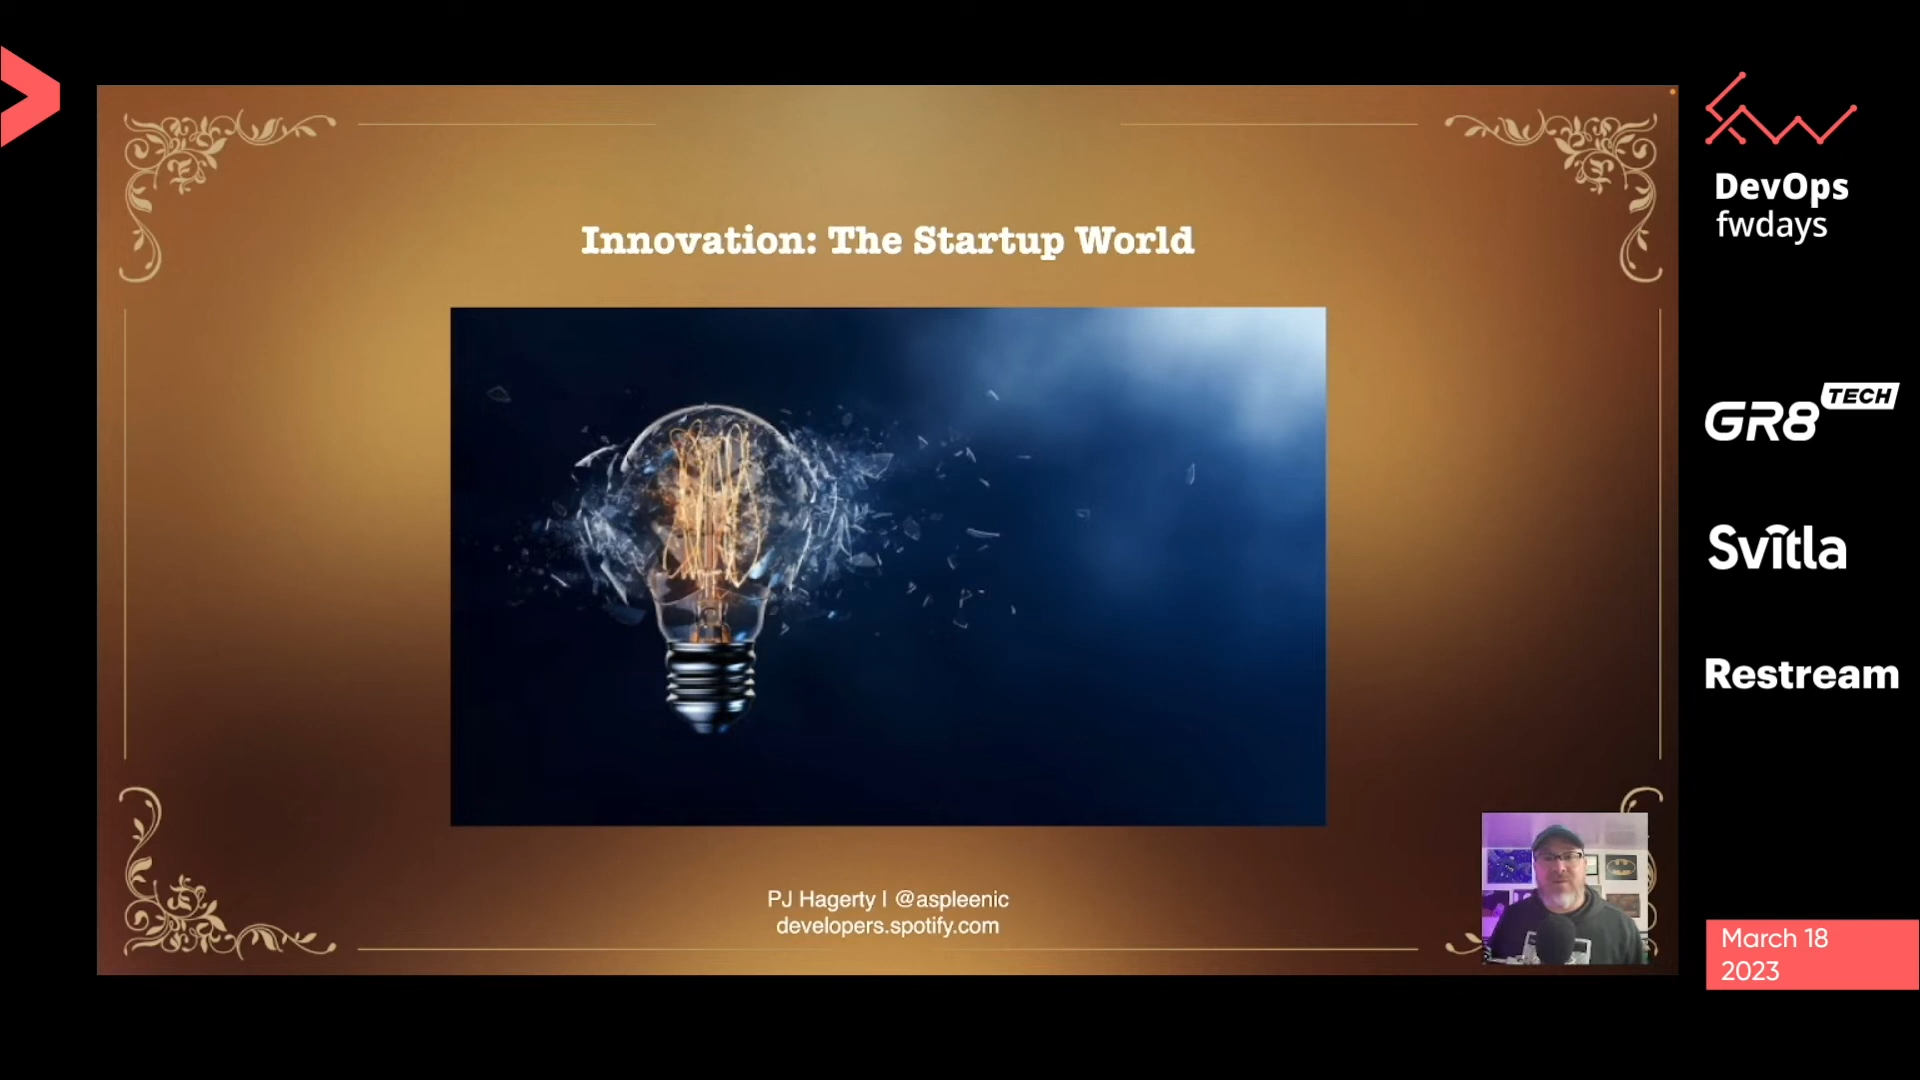 Innovation: The Startup World
PJ Hagerty | @aspleenic
developers.spotify.com
DevOps
fwdays
GR8 TECH
Svitla
Restream
March 18
2023